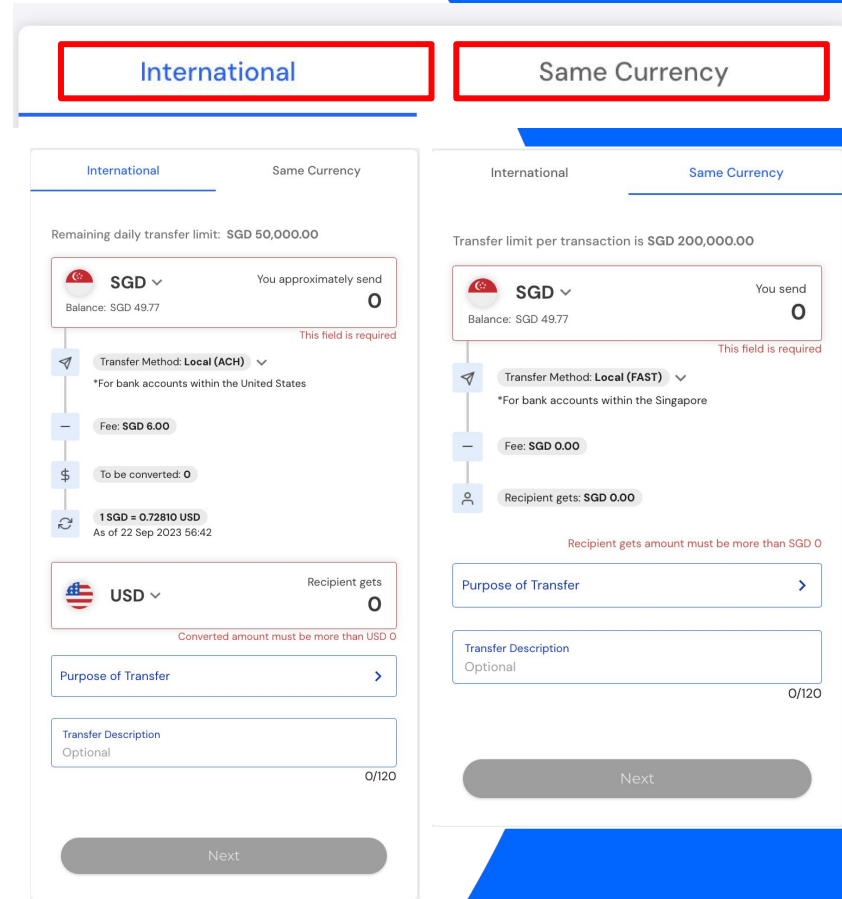 International
Same Currency
International
Same Currency
Remaining daily transfer limit: SGD 50,000.00
SGD
You approximately send
Balance: SGD 49.77
0
This field is required
Transfer Method: Local (ACH)
*For bank accounts within the United States
Fee: SGD 6.00
$
To be converted: 0
1 SGD = 0.72810 USD
As of 22 Sep 2023 56:42
USD
Recipient gets
0
Converted amount must be more than USD 0
Purpose of Transfer
Transfer Description
Optional
0/120
Next
International
Same Currency
Transfer limit per transaction is SGD 200,000.00
SGD
You send
Balance: SGD 49.77
0
This field is required
Transfer Method: Local (FAST)
*For bank accounts within the Singapore
Fee: SGD 0.00
Recipient gets: SGD 0.00
Recipient gets amount must be more than SGD 0
Purpose of Transfer
Transfer Description
Optional
0/120
Next